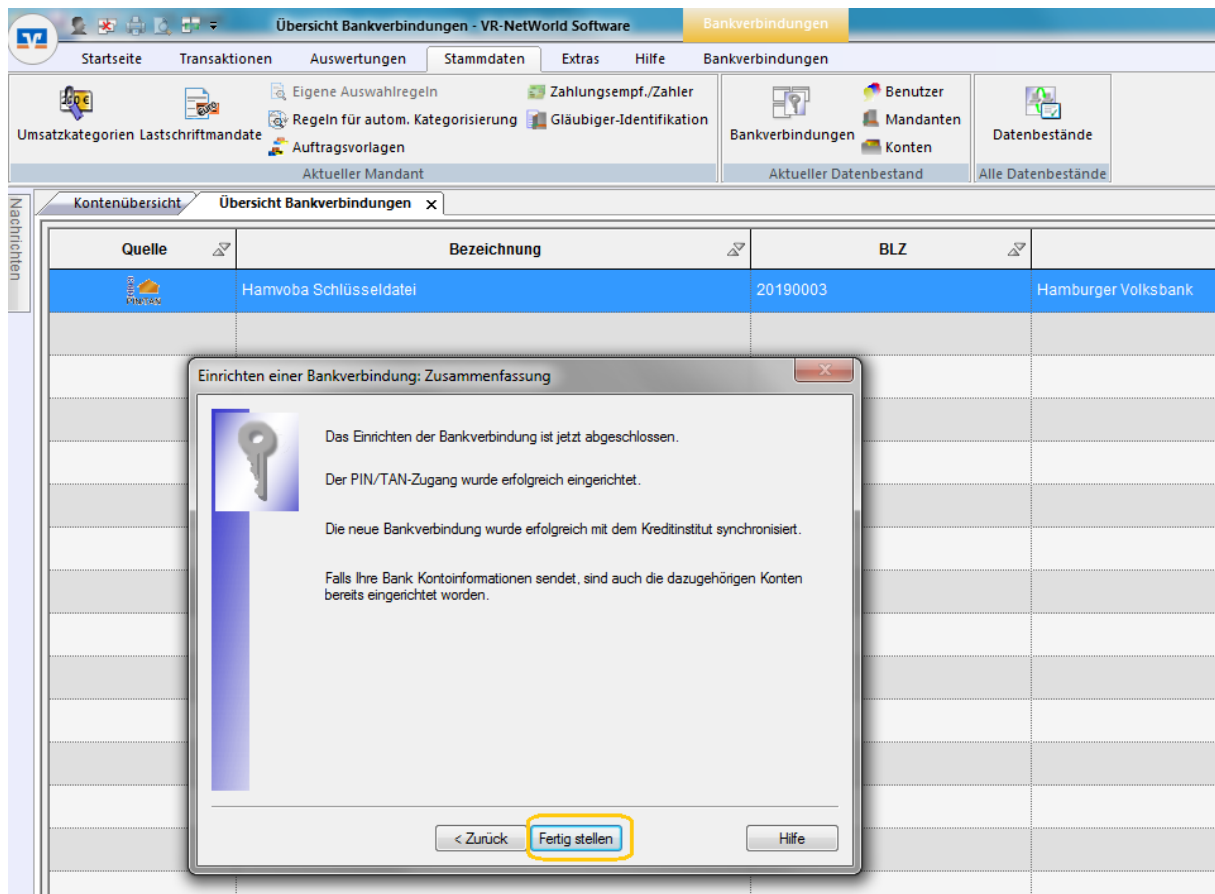 Übersicht Bankverbindungen - VR-NetWorld Software
Bankverbindungen
Startseite
Transaktionen
Auswertungen
Stammdaten
Extras
Hilfe
Bankverbindungen
Umsatzkategorien
Lastschriftmandate
Eigene Auswahlregeln
Regeln für autom. Kategorisierung
Auftragsvorlagen
Zahlungsempf./Zahler
Gläubiger-Identifikation
Aktueller Mandant
Bankverbindungen
Benutzer
Mandanten
Konten
Aktueller Datenbestand
Datenbestände
Alle Datenbestände
Nachrichten
Kontenübersicht
Übersicht Bankverbindungen x
Quelle
Bezeichnung
BLZ
PIN/TAN
Hamvoba Schlüsseldatei
20190003
Hamburger Volksbank
Einrichten einer Bankverbindung: Zusammenfassung
Das Einrichten der Bankverbindung ist jetzt abgeschlossen.
Der PIN/TAN-Zugang wurde erfolgreich eingerichtet.
Die neue Bankverbindung wurde erfolgreich mit dem Kreditinstitut synchronisiert.
Falls Ihre Bank Kontoinformationen sendet, sind auch die dazugehörigen Konten
bereits eingerichtet worden.
< Zurück
Fertig stellen
Hilfe